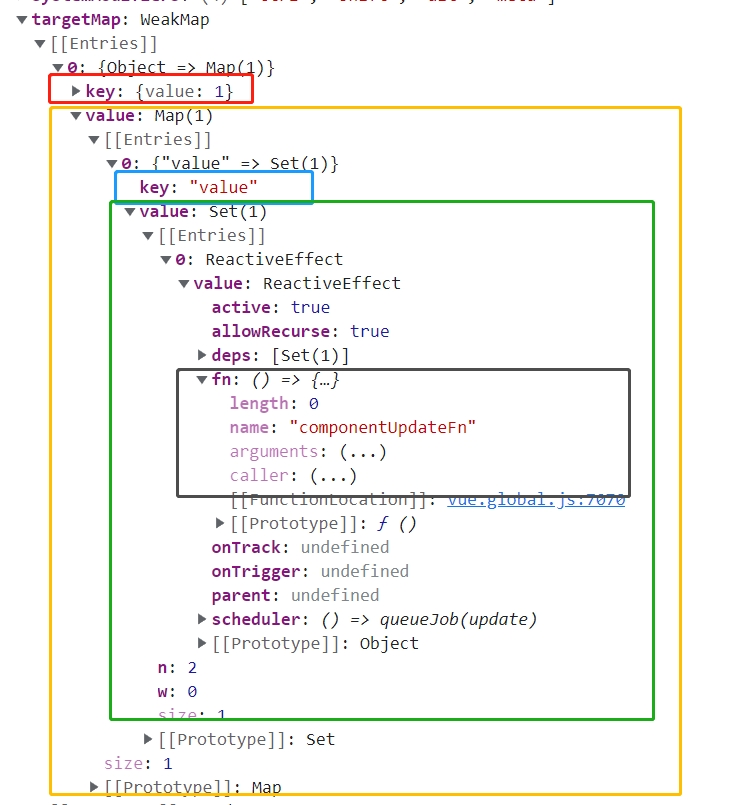 targetMap: WeakMap
[[Entries]]
0: {Object => Map(1)}
key: {value: 1}
value: Map(1)
[[Entries]]
0: {"value" => Set(1)}
key: "value"
value: Set(1)
[[Entries]]
0: ReactiveEffect
value: ReactiveEffect
active: true
allowRecurse: true
deps: [Set(1)]
fn: () => {…}
length: 0
name: "componentUpdateFn"
arguments: (...)
caller: (...)
[[FunctionLocation]]: vue.global.js:7070
[[Prototype]]: ƒ ()
onTrack: undefined
onTrigger: undefined
parent: undefined
scheduler: () => queueJob(update)
[[Prototype]]: Object
n: 2
w: 0
size: 1
[[Prototype]]: Set
size: 1
[[Prototype]]: Map